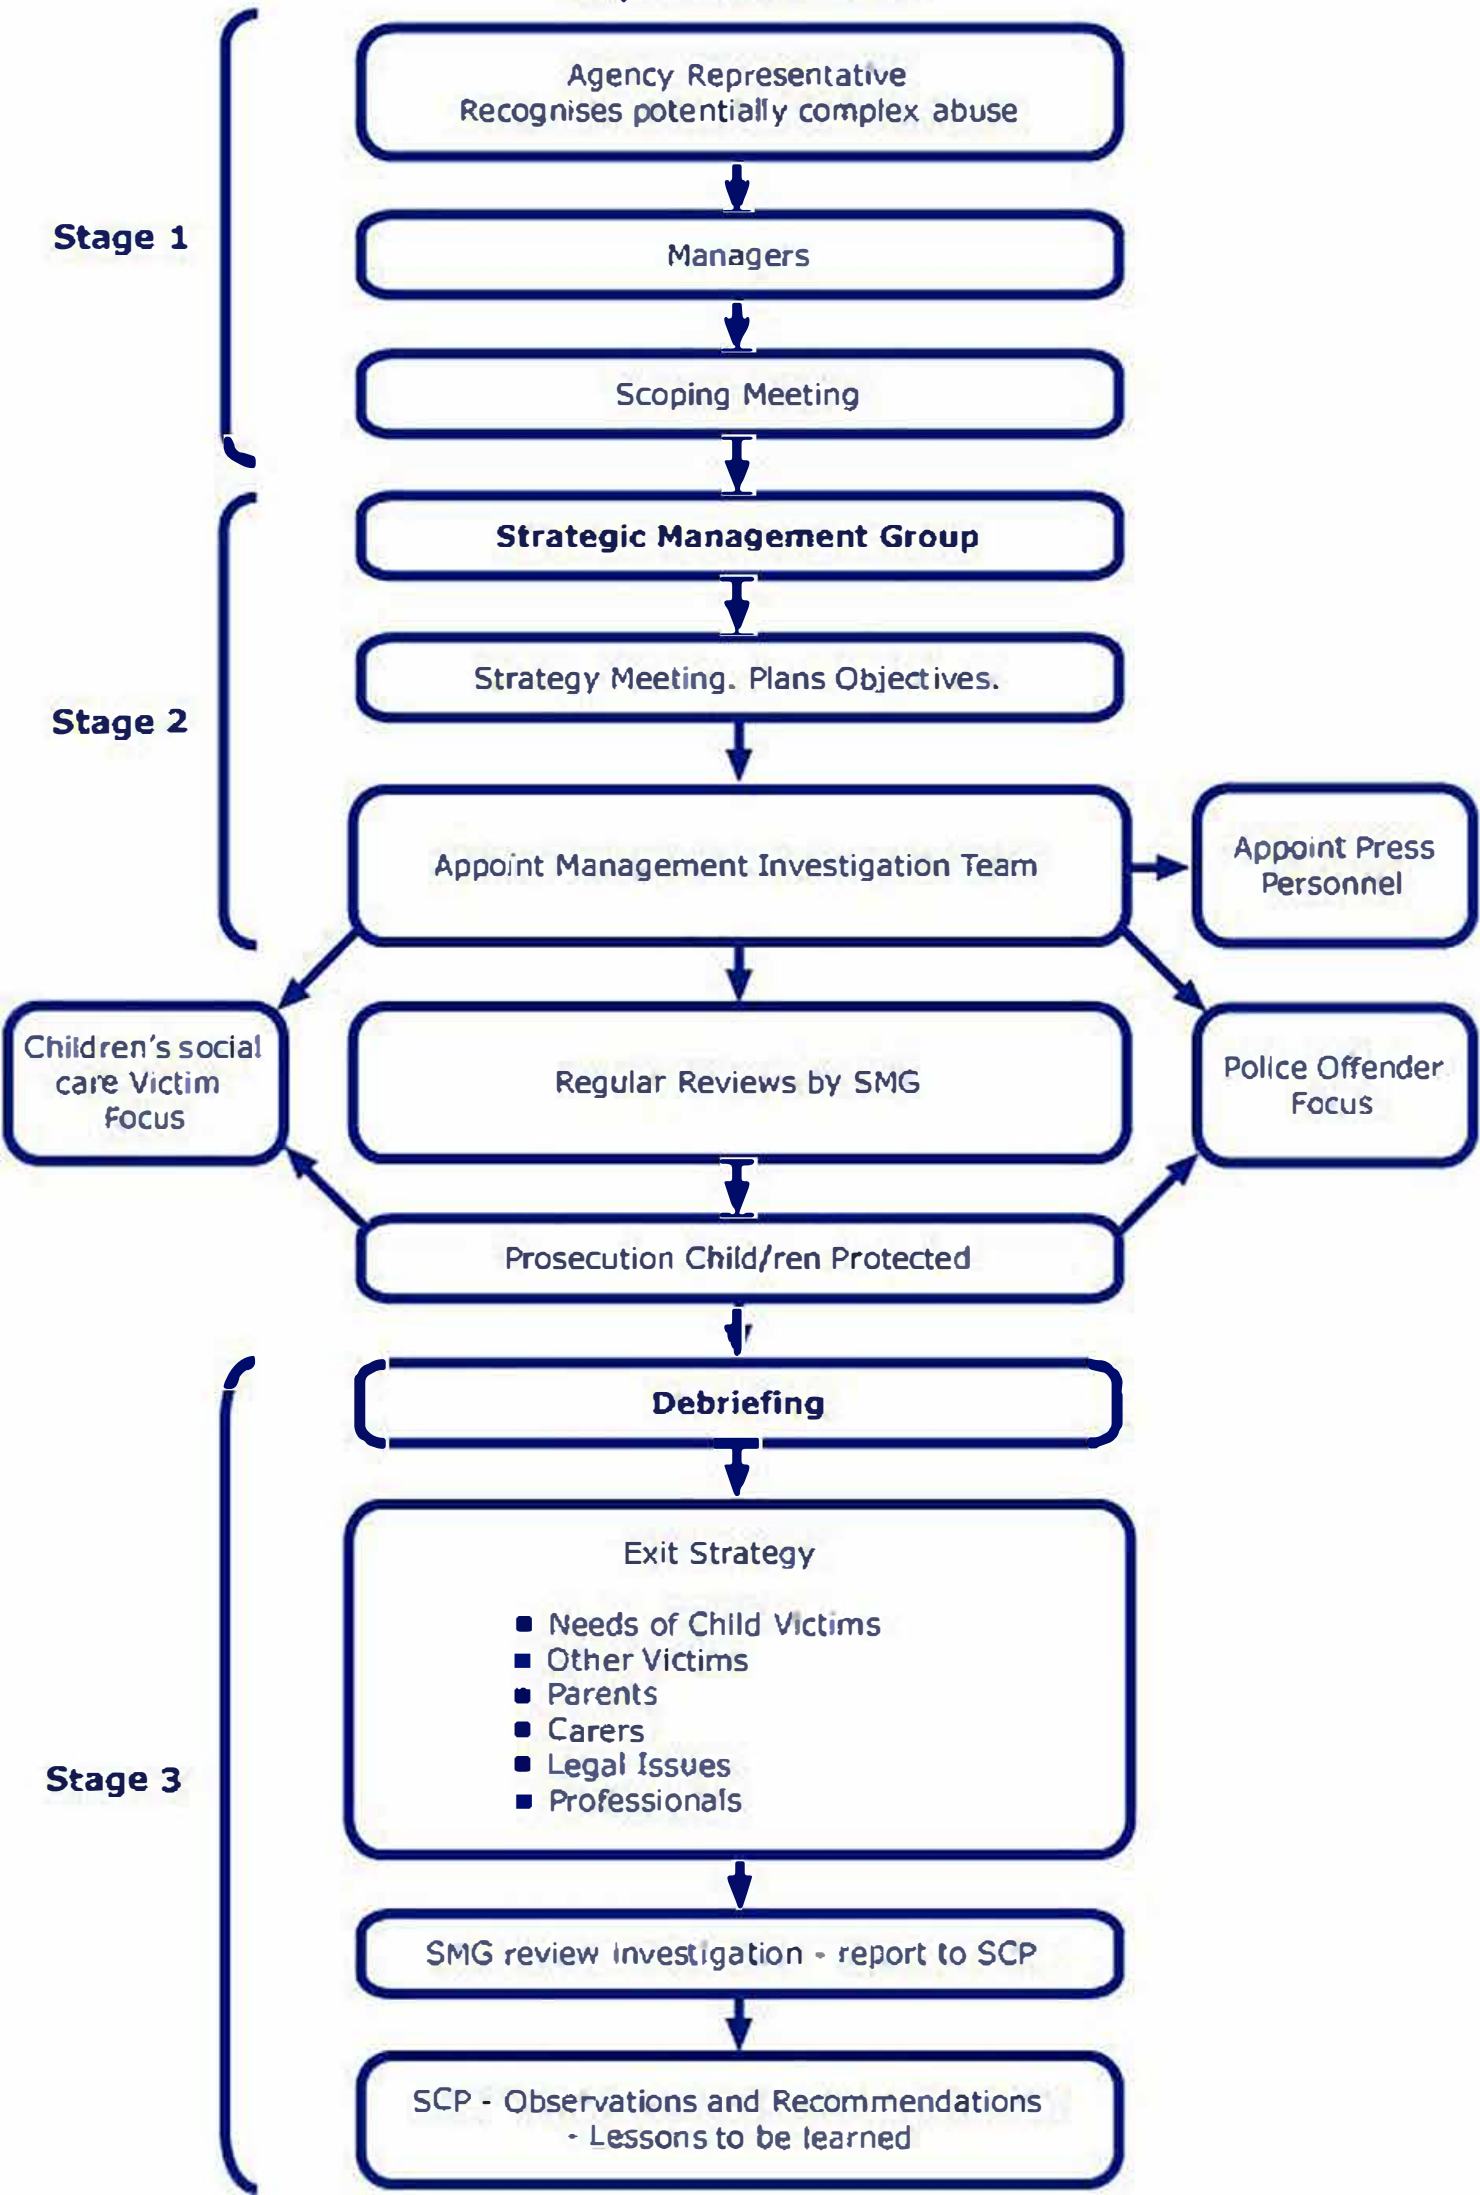 Agency Representative
Recognises potentially complex abuse
Stage 1
Managers
Scoping Meeting
Strategic Management Group
Strategy Meeting. Plans Objectives.
Stage 2
Appoint Management Investigation Team
Appoint Press
Personnel
Children's social
care Victim
Focus
Regular Reviews by SMG
Police Offender
Focus
Prosecution Child/ren Protected
Debriefing
Exit Strategy
■ Needs of Child Victims
■ Other Victims
■ Parents
■ Carers
■ Legal Issues
■ Professionals
Stage 3
SMG review investigation - report to SCP
SCP - Observations and Recommendations
- Lessons to be learned